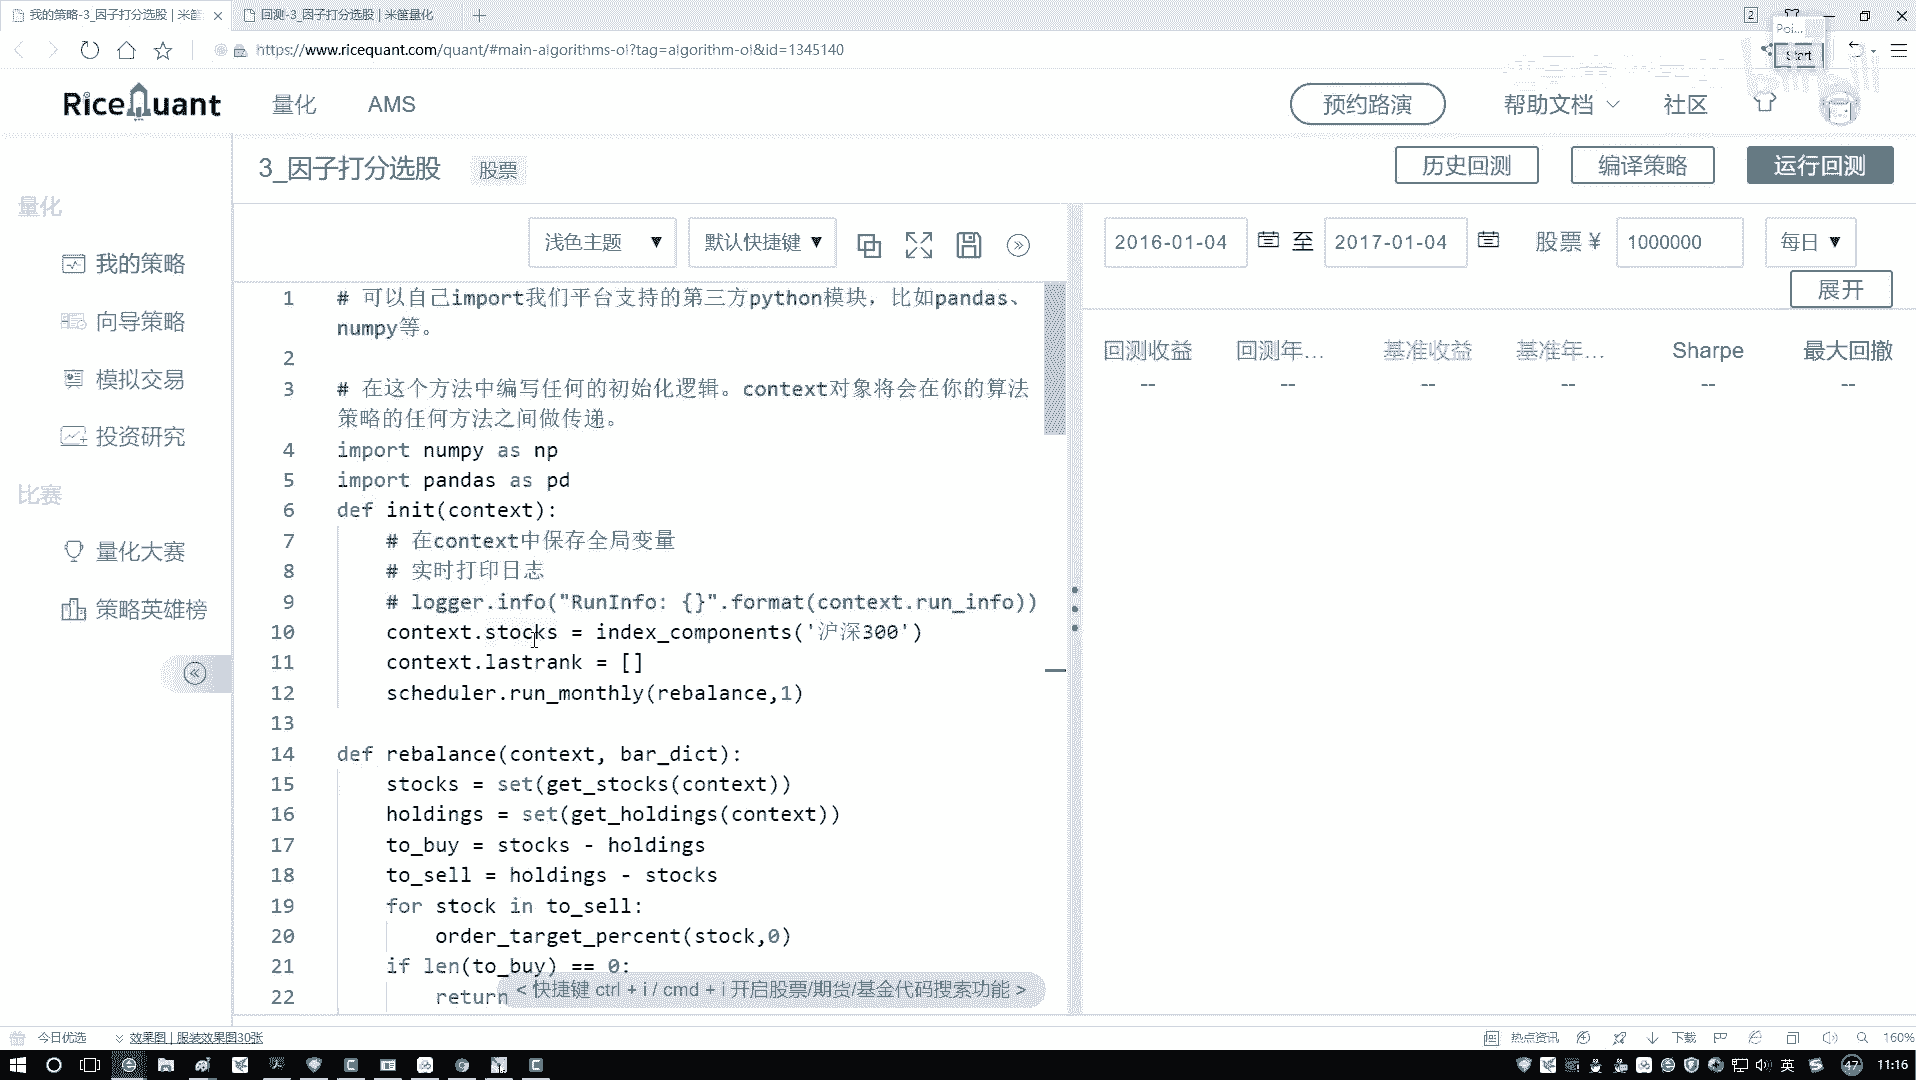 我的策略-3_因子打分选股 | 米筐
回测-3_因子打分选股 | 米筐量化
2
https://www.ricequant.com/quant/#main-algorithms-ol?tag=algorithm-ol&id=1345140
Poi...
Start
RiceQuant
量化
AMS
预约路演
帮助文档
社区
量化
我的策略
向导策略
模拟交易
投资研究
比赛
量化大赛
策略英雄榜
3_因子打分选股
股票
历史回测
编译策略
运行回测
浅色主题 ▼
默认快捷键 ▼
1 # 可以自己import我们平台支持的第三方python模块，比如pandas、
numpy等。
2
3 # 在这个方法中编写任何的初始化逻辑。context对象将会在你的算法
策略的任何方法之间做传递。
4 import numpy as np
5 import pandas as pd
6 def init(context):
7 # 在context中保存全局变量
8 # 实时打印日志
9 # logger.info("RunInfo: {}".format(context.run_info))
10 context.stocks = index_components('沪深300')
11 context.lastrank = []
12 scheduler.run_monthly(rebalance,1)
13
14 def rebalance(context, bar_dict):
15 stocks = set(get_stocks(context))
16 holdings = set(get_holdings(context))
17 to_buy = stocks - holdings
18 to_sell = holdings - stocks
19 for stock in to_sell:
20 order_target_percent(stock,0)
21 if len(to_buy) == 0:
22 return
< 快捷键 ctrl + i / cmd + i 开启股票/期货/基金代码搜索功能 >
2016-01-04 至 2017-01-04 股票 ¥ 1000000 每日 ▼
展开
回测收益 回测年... 基准收益 基准年... Sharpe 最大回撤
-- -- -- -- -- --
今日优选
效果图 | 服装效果图30张
热点资讯
下载
160%
英
47
11:16